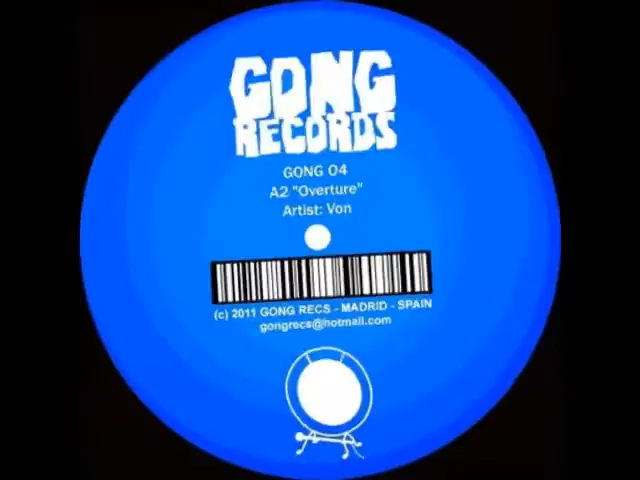 GONG
RECORDS
GONG 04
A2 "Overture"
Artist: Von
(c) 2011 GONG RECS - MADRID - SPAIN
gongrecs@hotmail.com